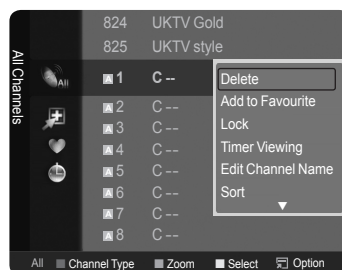 All Channels
824 UKTV Gold
825 UKTV style
All
A 1 C --
A 2 C --
A 3 C --
A 4 C --
A 5 C --
A 6 C --
A 7 C --
A 8 C --
Delete
Add to Favourite
Lock
Timer Viewing
Edit Channel Name
Sort
All Channel Type Zoom Select Option